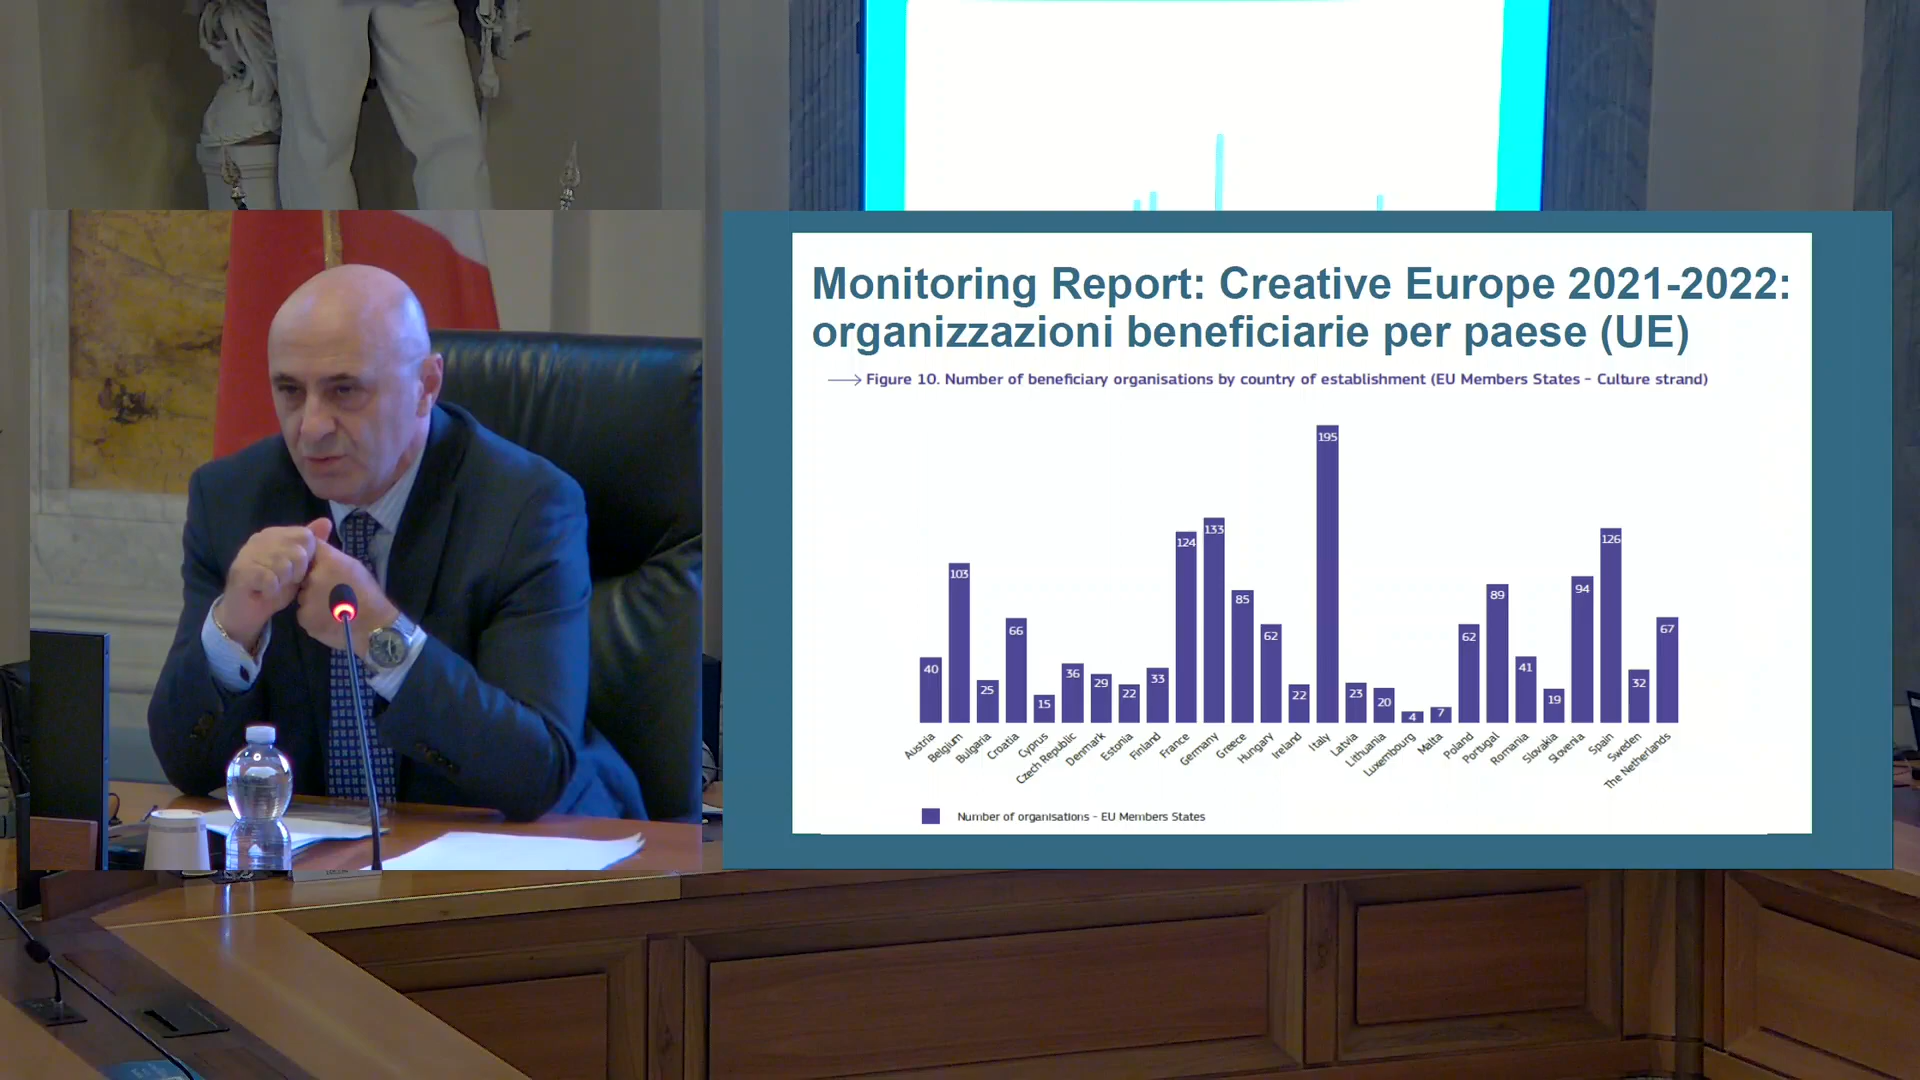 Monitoring Report: Creative Europe 2021-2022:
organizzazioni beneficiarie per paese (UE)
Figure 10. Number of beneficiary organisations by country of establishment (EU Members States - Culture strand)
40 103 25 66 15 36 29 22 33 124 133 85 62 22 195 23 20 4 7 62 89 41 19 94 126 32 67
Austria Belgium Bulgaria Croatia Cyprus Czech Republic Denmark Estonia Finland France Germany Greece Hungary Ireland Italy Latvia Lithuania Luxembourg Malta Poland Portugal Romania Slovakia Slovenia Spain Sweden The Netherlands
Number of organisations - EU Members States